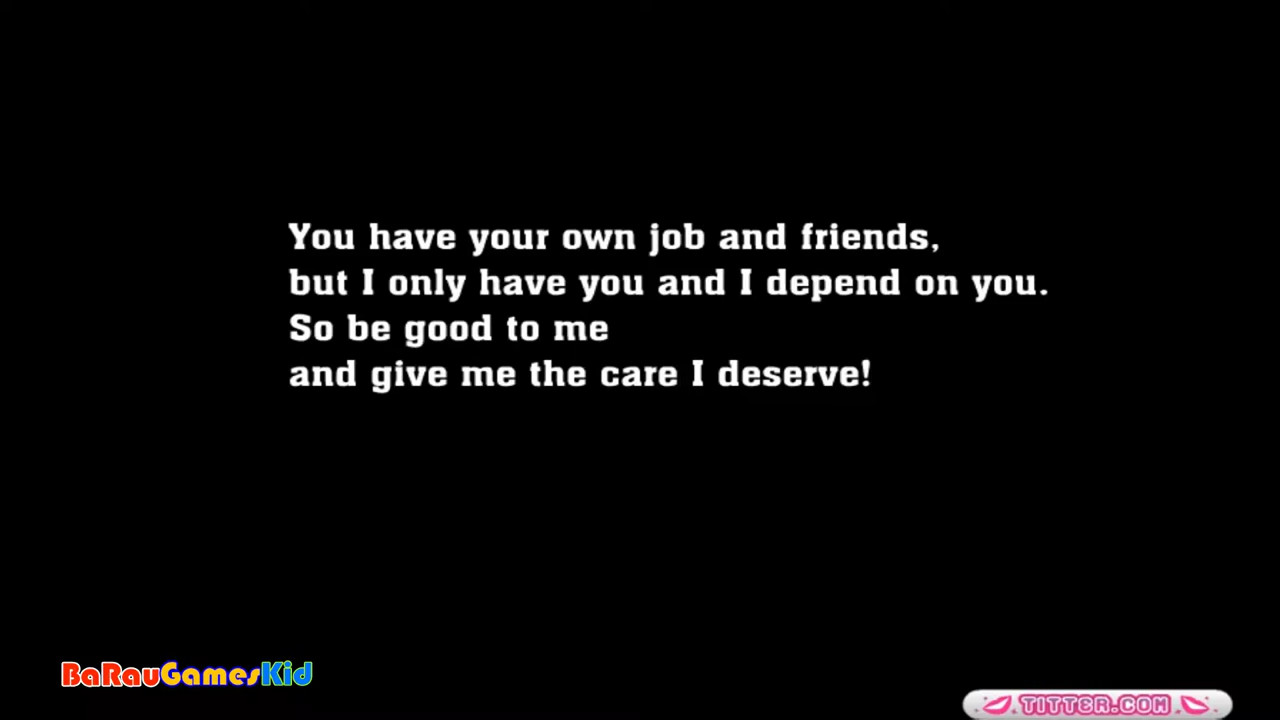 You have your own job and friends,
but I only have you and I depend on you.
So be good to me
and give me the care I deserve!
BaRauGamesKid
TITTER.COM